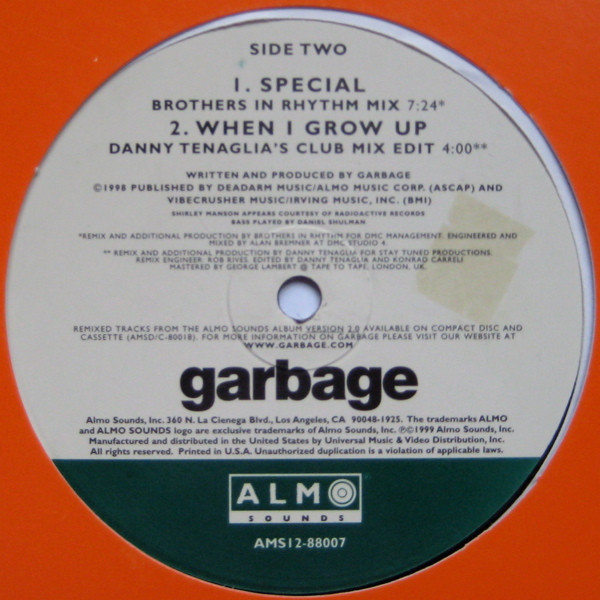 SIDE TWO
1. SPECIAL
BROTHERS IN RHYTHM MIX 7:24*
2. WHEN I GROW UP
DANNY TENAGLIA'S CLUB MIX EDIT 4:00**
WRITTEN AND PRODUCED BY GARBAGE
©1998 PUBLISHED BY DEADARM MUSIC/ALMO MUSIC CORP. (ASCAP) AND
VIBECRUSHER MUSIC/IRVING MUSIC, INC. (BMI)
SHIRLEY MANSON APPEARS COURTESY OF RADIOACTIVE RECORDS
BASS PLAYED BY DANIEL SHULMAN
*REMIX AND ADDITIONAL PRODUCTION BY BROTHERS IN RHYTHM FOR DMC MANAGEMENT. ENGINEERED AND
MIXED BY ALAN BREMNER AT DMC STUDIO 4.
** REMIX AND ADDITIONAL PRODUCTION BY DANNY TENAGLIA FOR STAY TUNED PRODUCTIONS.
REMIX ENGINEER: ROB RIVES. EDITED BY DANNY TENAGLIA AND KONRAD CARRELI
MASTERED BY GEORGE LAMBERT @ TAPE TO TAPE, LONDON, UK.
REMIXED TRACKS FROM THE ALMO SOUNDS ALBUM VERSION 2.0 AVAILABLE ON COMPACT DISC AND
CASSETTE (AMSD/C-80018). FOR MORE INFORMATION ON GARBAGE PLEASE VISIT OUR WEBSITE AT
WWW.GARBAGE.COM
garbage
Almo Sounds, Inc. 360 N. La Cienega Blvd., Los Angeles, CA 90048-1925. The trademarks ALMO
and ALMO SOUNDS logo are exclusive trademarks of Almo Sounds, Inc. ℗©1999 Almo Sounds, Inc.
Manufactured and distributed in the United States by Universal Music & Video Distribution, Inc.
All rights reserved. Printed in U.S.A. Unauthorized duplication is a violation of applicable laws.
ALMO
SOUNDS
AMS12-88007